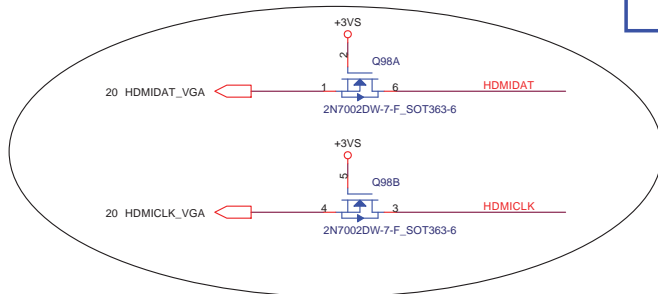 +3VS
2
Q98A
20 HDMIDAT_VGA
1
6
HDMIDAT
2N7002DW-7-F_SOT363-6
+3VS
5
Q98B
20 HDMICLK_VGA
4
3
HDMICLK
2N7002DW-7-F_SOT363-6